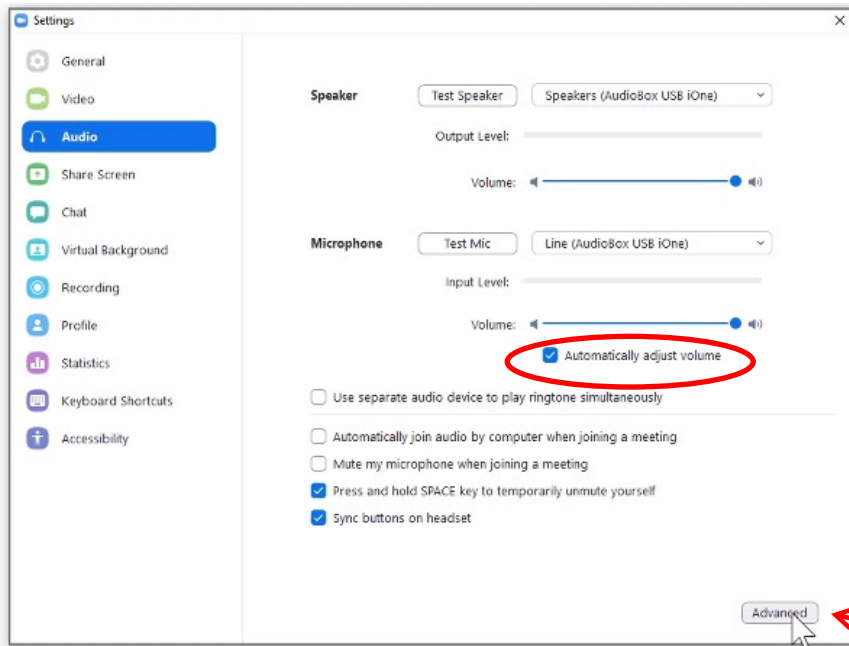 Settings
General
Video
Audio
Share Screen
Chat
Virtual Background
Recording
Profile
Statistics
Keyboard Shortcuts
Accessibility
Speaker Test Speaker Speakers (AudioBox USB iOne)
Output Level:
Volume:
Microphone Test Mic Line (AudioBox USB iOne)
Input Level:
Volume:
Automatically adjust volume
Use separate audio device to play ringtone simultaneously
Automatically join audio by computer when joining a meeting
Mute my microphone when joining a meeting
Press and hold SPACE key to temporarily unmute yourself
Sync buttons on headset
Advanced